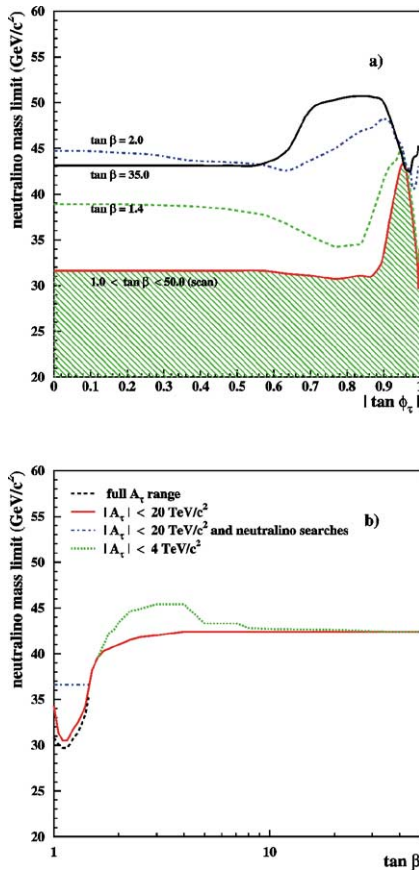 neutralino mass limit (GeV/c²)
60
55
50
45
40
35
30
25
20
a)
tan β = 2.0
tan β = 35.0
tan β = 1.4
1.0 < tan β < 50.0 (scan)
0 0.1 0.2 0.3 0.4 0.5 0.6 0.7 0.8 0.9 1
| tan ϕτ |
neutralino mass limit (GeV/c²)
60
55
50
45
40
35
30
25
20
b)
full Aτ range
| Aτ | < 20 TeV/c²
| Aτ | < 20 TeV/c² and neutralino searches
| Aτ | < 4 TeV/c²
1 10
tan β